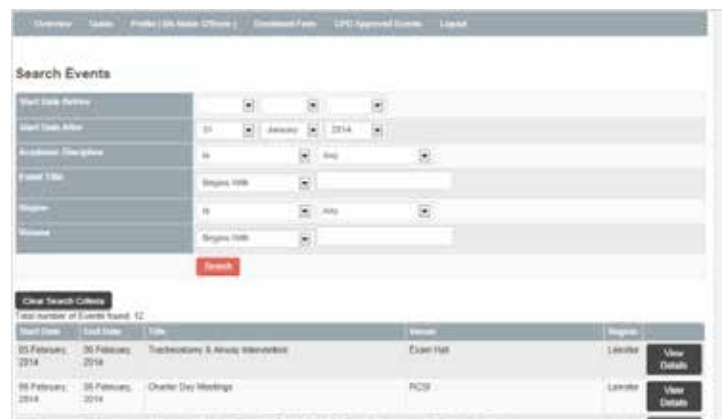 Overview Guide Profile ( Download Form CPD Approved Events Logout
Search Events
Start Date Before
Start Date After 31 January 2014
Academic Discipline Is Any
Event Title Begins With
Region Is Any
Venue Begins With
Search
Clear Search Criteria
Total number of Events found: 12
Start Date End Date Title Venue Region
05 February, 2014 06 February, 2014 Tracheostomy & Airway Intervention Exam Hall Leinster View Details
06 February, 2014 06 February, 2014 Charter Day Meetings RCSI Leinster View Details